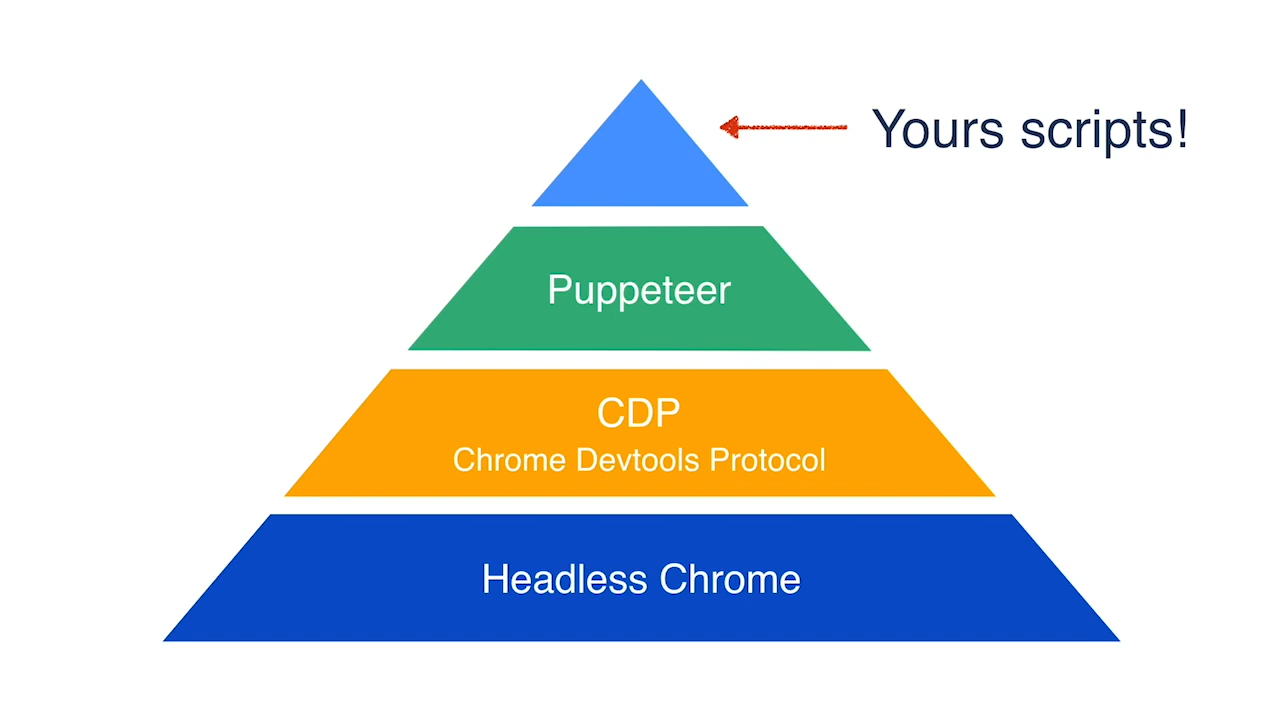 Yours scripts!
Puppeteer
CDP
Chrome Devtools Protocol
Headless Chrome